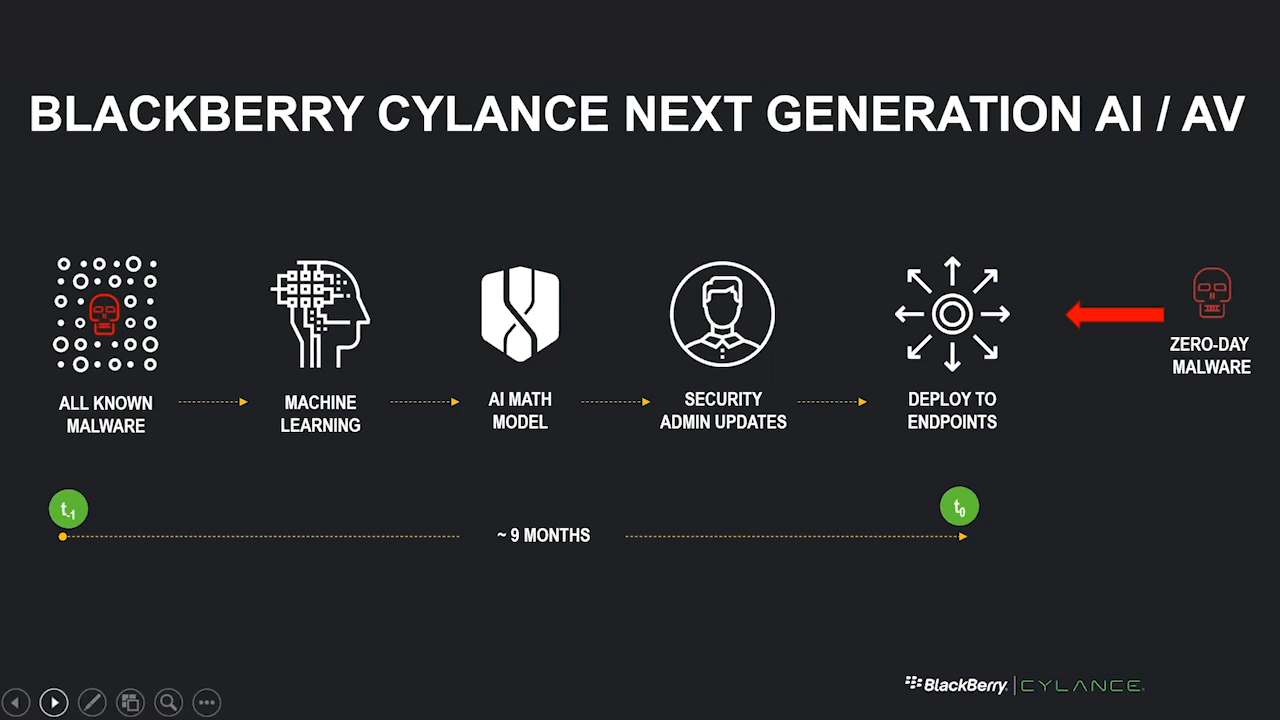 BLACKBERRY CYLANCE NEXT GENERATION AI / AV
ALL KNOWN
MALWARE
MACHINE
LEARNING
AI MATH
MODEL
SECURITY
ADMIN UPDATES
DEPLOY TO
ENDPOINTS
ZERO-DAY
MALWARE
t-1
~ 9 MONTHS
t0
BlackBerry | CYLANCE